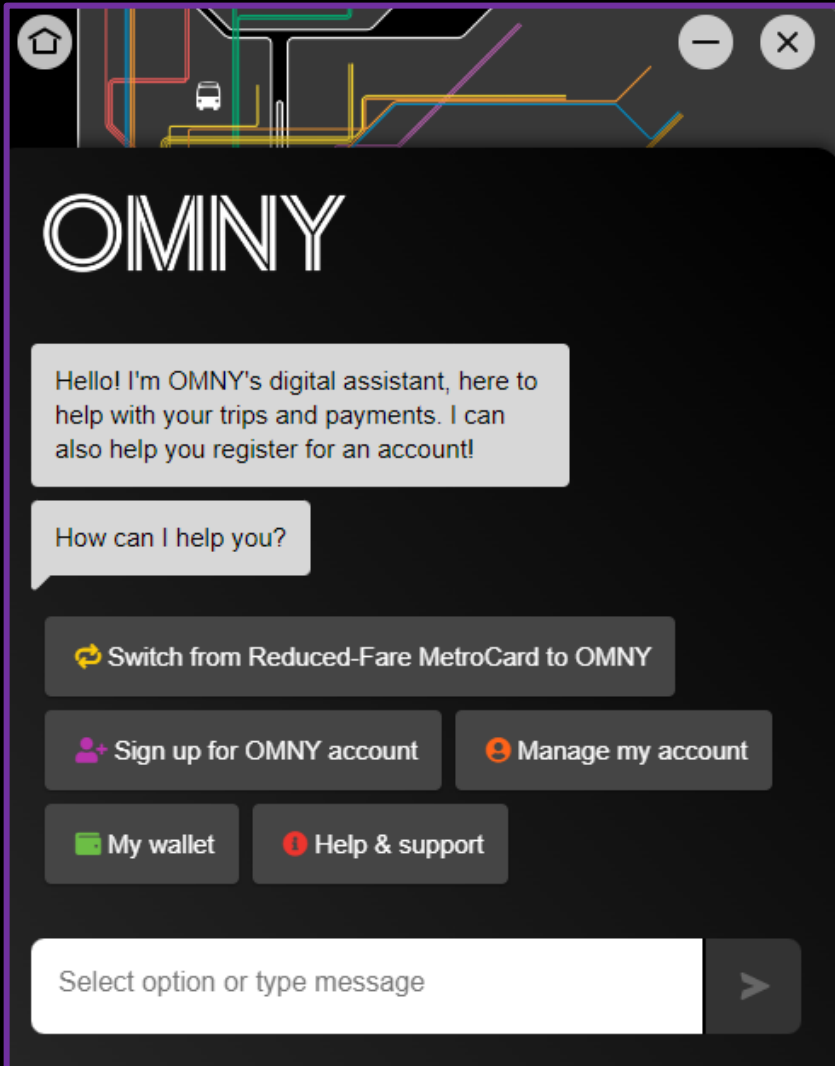 OMNY
Hello! I'm OMNY's digital assistant, here to
help with your trips and payments. I can
also help you register for an account!
How can I help you?
Switch from Reduced-Fare MetroCard to OMNY
Sign up for OMNY account
Manage my account
My wallet
Help & support
Select option or type message